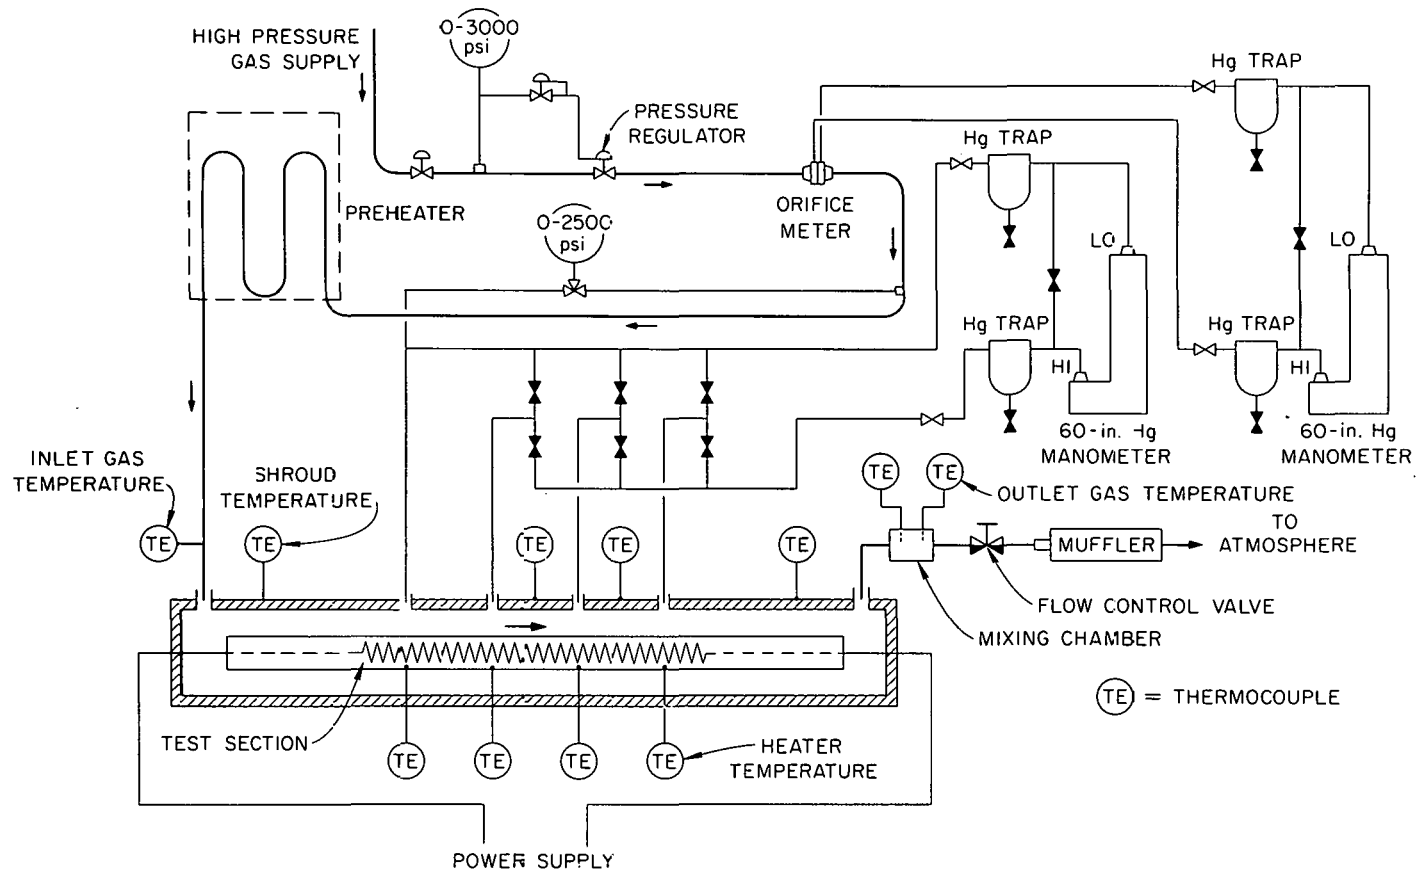 HIGH PRESSURE
GAS SUPPLY
0-3000
psi
PRESSURE
REGULATOR
Hg TRAP
Hg TRAP
PREHEATER
ORIFICE
METER
0-2500
psi
LO
LO
Hg TRAP
Hg TRAP
HI
HI
60-in. Hg
MANOMETER
60-in. Hg
MANOMETER
INLET GAS
TEMPERATURE
SHROUD
TEMPERATURE
TE
TE
OUTLET GAS TEMPERATURE
TO
ATMOSPHERE
TE
TE
TE
TE
TE
MUFFLER
FLOW CONTROL VALVE
MIXING CHAMBER
TE = THERMOCOUPLE
TEST SECTION
TE
TE
TE
TE
HEATER
TEMPERATURE
POWER SUPPLY